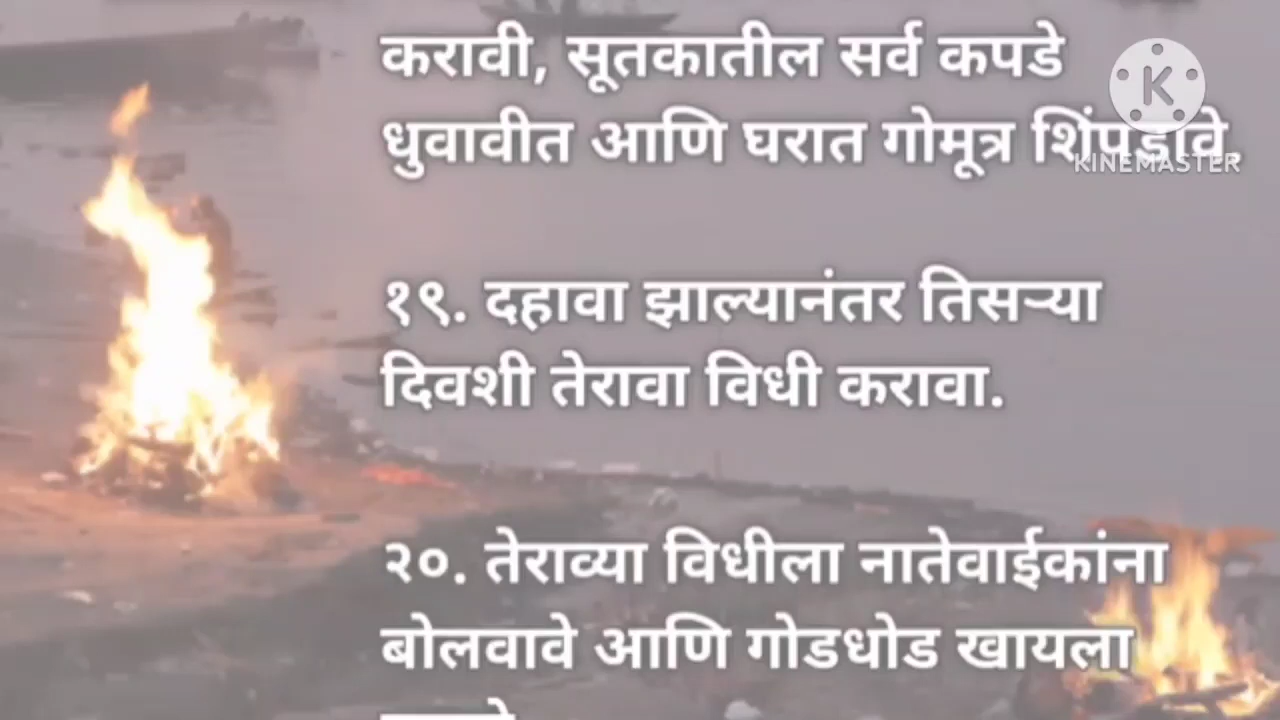 करावी, सूतकातील सर्व कपडे
धुवावीत आणि घरात गोमूत्र शिंपडावे.
KINEMASTER
१९. दहावा झाल्यानंतर तिसऱ्या
दिवशी तेरावा विधी करावा.
२०. तेराव्या विधीला नातेवाईकांना
बोलवावे आणि गोडधोड खायला